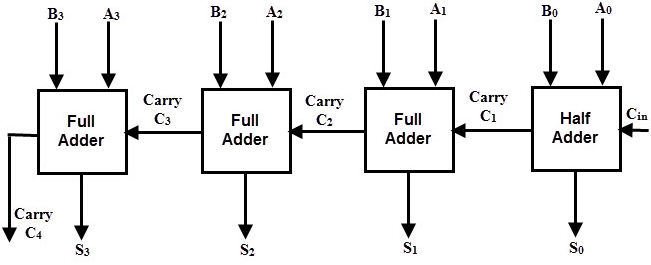 B3 A3 B2 A2 B1 A1 B0 A0
Full Adder
Carry C3
Full Adder
Carry C2
Full Adder
Carry C1
Half Adder
Cin
Carry C4
S3 S2 S1 S0